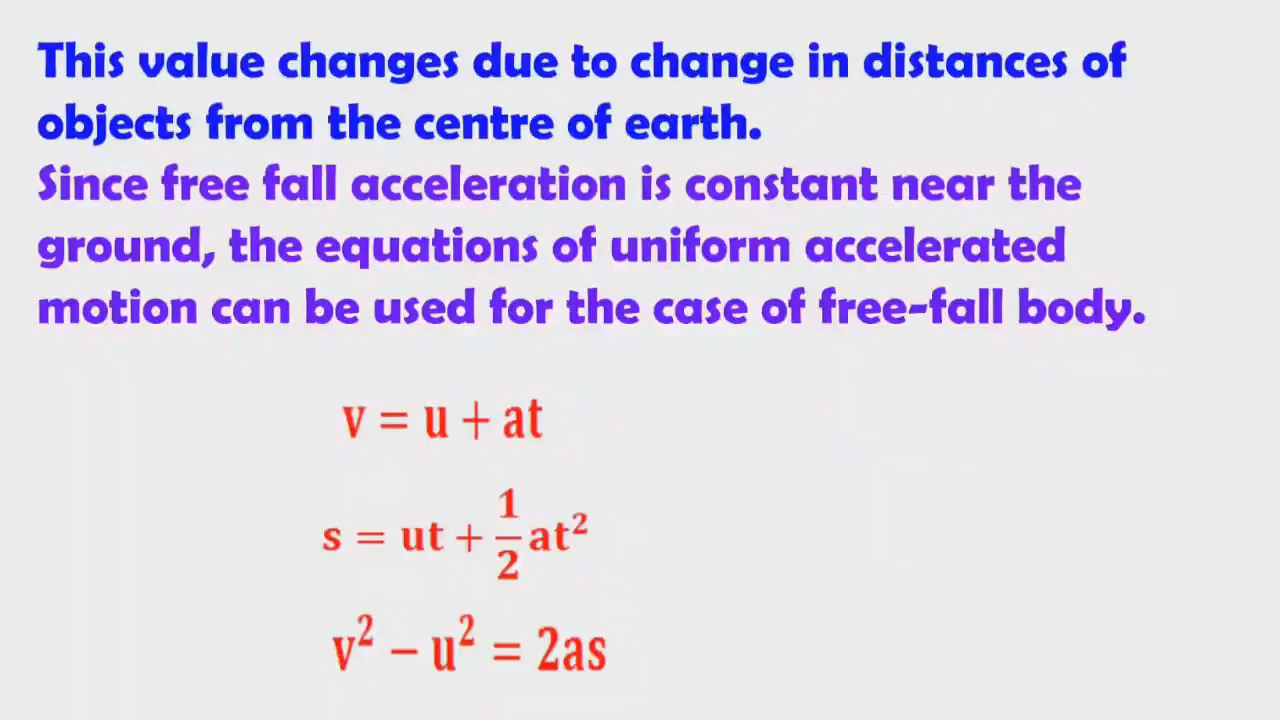 This value changes due to change in distances of
objects from the centre of earth.
Since free fall acceleration is constant near the
ground, the equations of uniform accelerated
motion can be used for the case of free-fall body.
v = u + at
s = ut + 1/2 at²
v² − u² = 2as